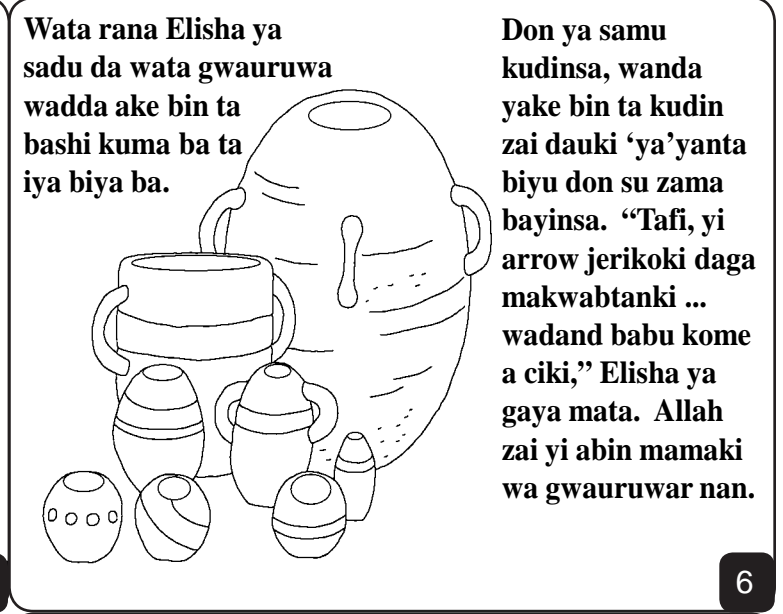 Wata rana Elisha ya
sadu da wata gwauruwa
wadda ake bin ta
bashi kuma ba ta
iya biya ba.
Don ya samu
kudinsa, wanda
yake bin ta kudin
zai dauki ‘ya’yanta
biyu don su zama
bayinsa.  “Tafi, yi
arrow jerikoki daga
makwabtanki ...
wadand babu kome
a ciki,” Elisha ya
gaya mata.  Allah
zai yi abin mamaki
wa gwauruwar nan.
6